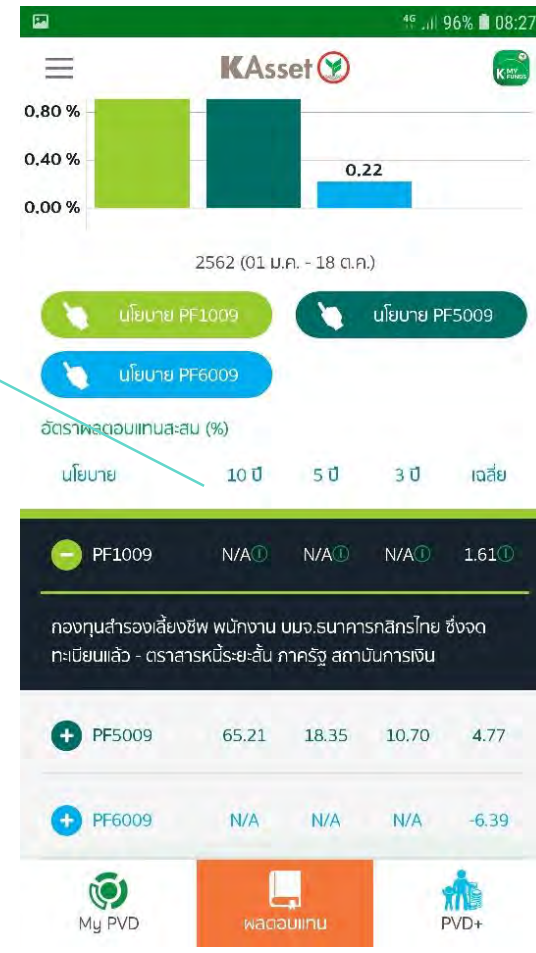 4G 96% 08:27
KAsset
K MY FUNDS
0.80 %
0.40 %
0.22
0.00 %
2562 (01 ม.ค. - 18 ต.ค.)
นโยบาย PF1009 นโยบาย PF5009
นโยบาย PF6009
อัตราผลตอบแทนสะสม (%)
นโยบาย 10 ปี 5 ปี 3 ปี เฉลี่ย
PF1009 N/A N/A N/A 1.61
กองทุนสำรองเลี้ยงชีพ พนักงาน บมจ.ธนาคารกสิกรไทย ซึ่งจด
ทะเบียนแล้ว - ตราสารหนี้ระยะสั้น ภาครัฐ สถาบันการเงิน
PF5009 65.21 18.35 10.70 4.77
PF6009 N/A N/A N/A -6.39
My PVD ผลตอบแทน PVD+